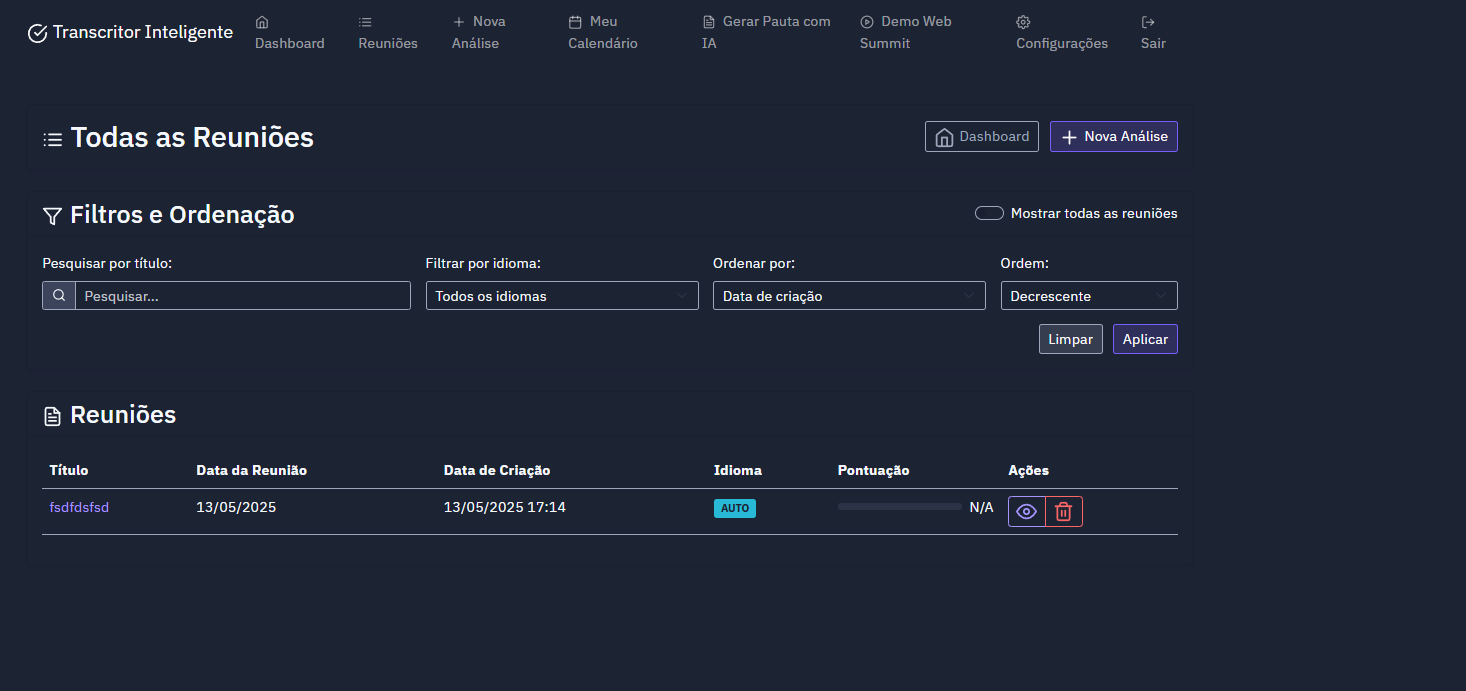 Transcritor Inteligente
Dashboard
Reuniões
Nova
Análise
Meu
Calendário
Gerar Pauta com
IA
Demo Web
Summit
Configurações
Sair
Todas as Reuniões
Dashboard
Nova Análise
Filtros e Ordenação
Mostrar todas as reuniões
Pesquisar por título:
Filtrar por idioma:
Ordenar por:
Ordem:
Pesquisar...
Todos os idiomas
Data de criação
Decrescente
Limpar
Aplicar
Reuniões
Título Data da Reunião Data de Criação Idioma Pontuação Ações
fsdfdsfsd 13/05/2025 13/05/2025 17:14 AUTO N/A